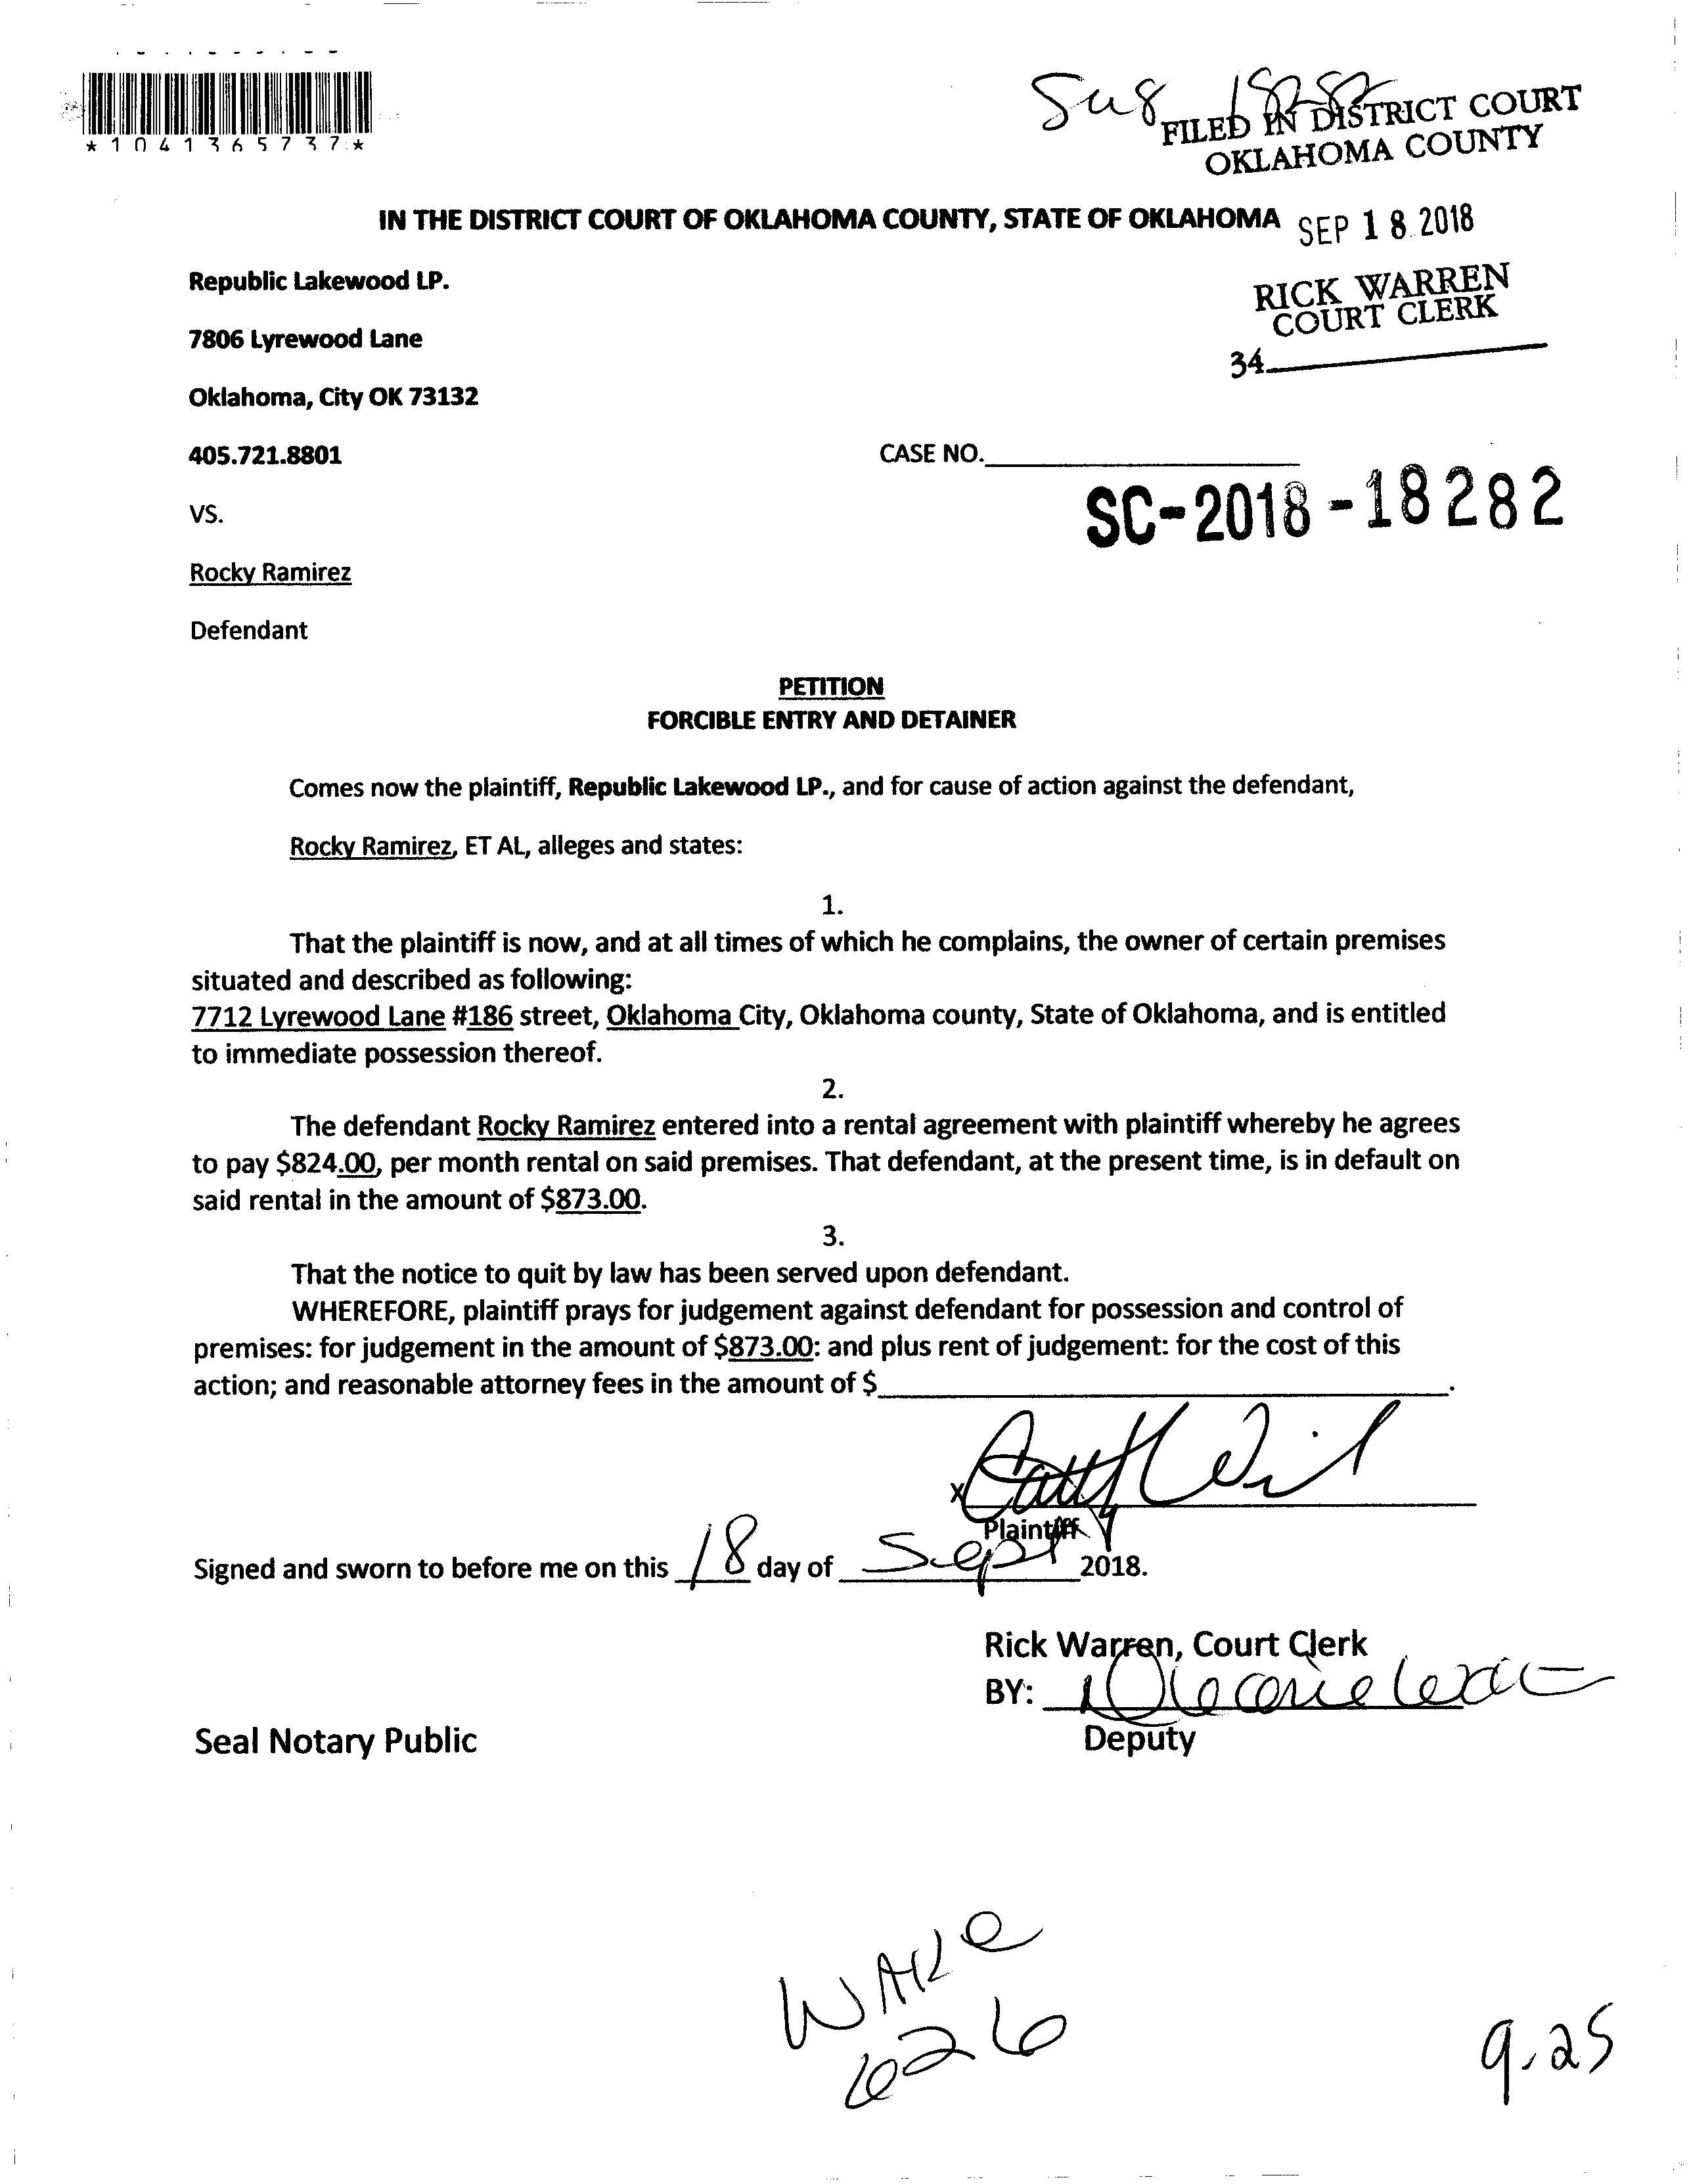 *1041365737*
FILED IN DISTRICT COURT
OKLAHOMA COUNTY
IN THE DISTRICT COURT OF OKLAHOMA COUNTY, STATE OF OKLAHOMA
SEP 18 2018
Republic Lakewood LP.
RICK WARREN
COURT CLERK
7806 Lyrewood Lane
34
Oklahoma, City OK 73132
405.721.8801
CASE NO.
SC-2018-18282
VS.
Rocky Ramirez
Defendant
PETITION
FORCIBLE ENTRY AND DETAINER
Comes now the plaintiff, Republic Lakewood LP., and for cause of action against the defendant,
Rocky Ramirez, ET AL, alleges and states:
1.
That the plaintiff is now, and at all times of which he complains, the owner of certain premises
situated and described as following:
7712 Lyrewood Lane #186 street, Oklahoma City, Oklahoma county, State of Oklahoma, and is entitled
to immediate possession thereof.
2.
The defendant Rocky Ramirez entered into a rental agreement with plaintiff whereby he agrees
to pay $824.00, per month rental on said premises. That defendant, at the present time, is in default on
said rental in the amount of $873.00.
3.
That the notice to quit by law has been served upon defendant.
WHEREFORE, plaintiff prays for judgement against defendant for possession and control of
premises: for judgement in the amount of $873.00: and plus rent of judgement: for the cost of this
action; and reasonable attorney fees in the amount of $ .
X
Plaintiff
Signed and sworn to before me on this 18 day of Sept 2018.
Rick Warren, Court Clerk
BY:
Seal Notary Public
Deputy
626
9.25